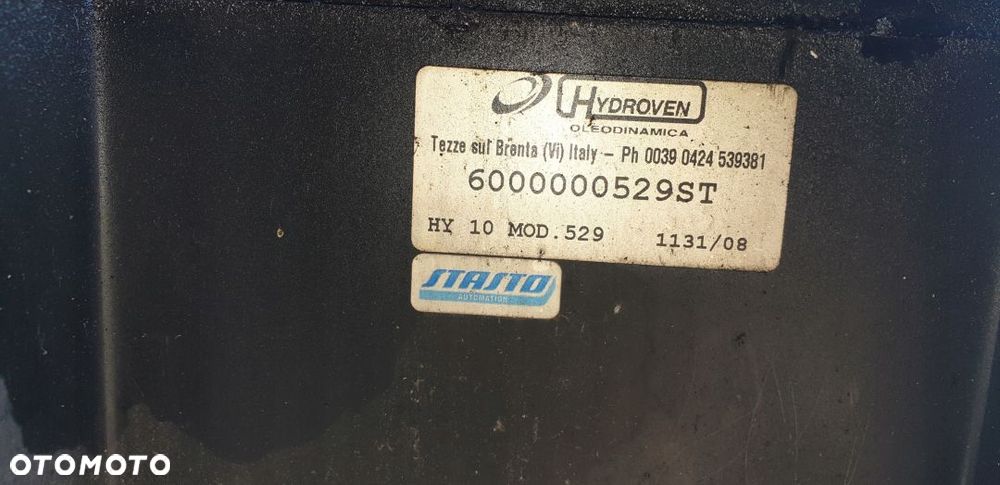 HYDROVEN
OLEODINAMICA
Tezze sul Brenta (Vi) Italy - Ph 0039 0424 539381
6000000529ST
HY 10 MOD.529 1131/08
STASTO
AUTOMATION
OTOMOTO